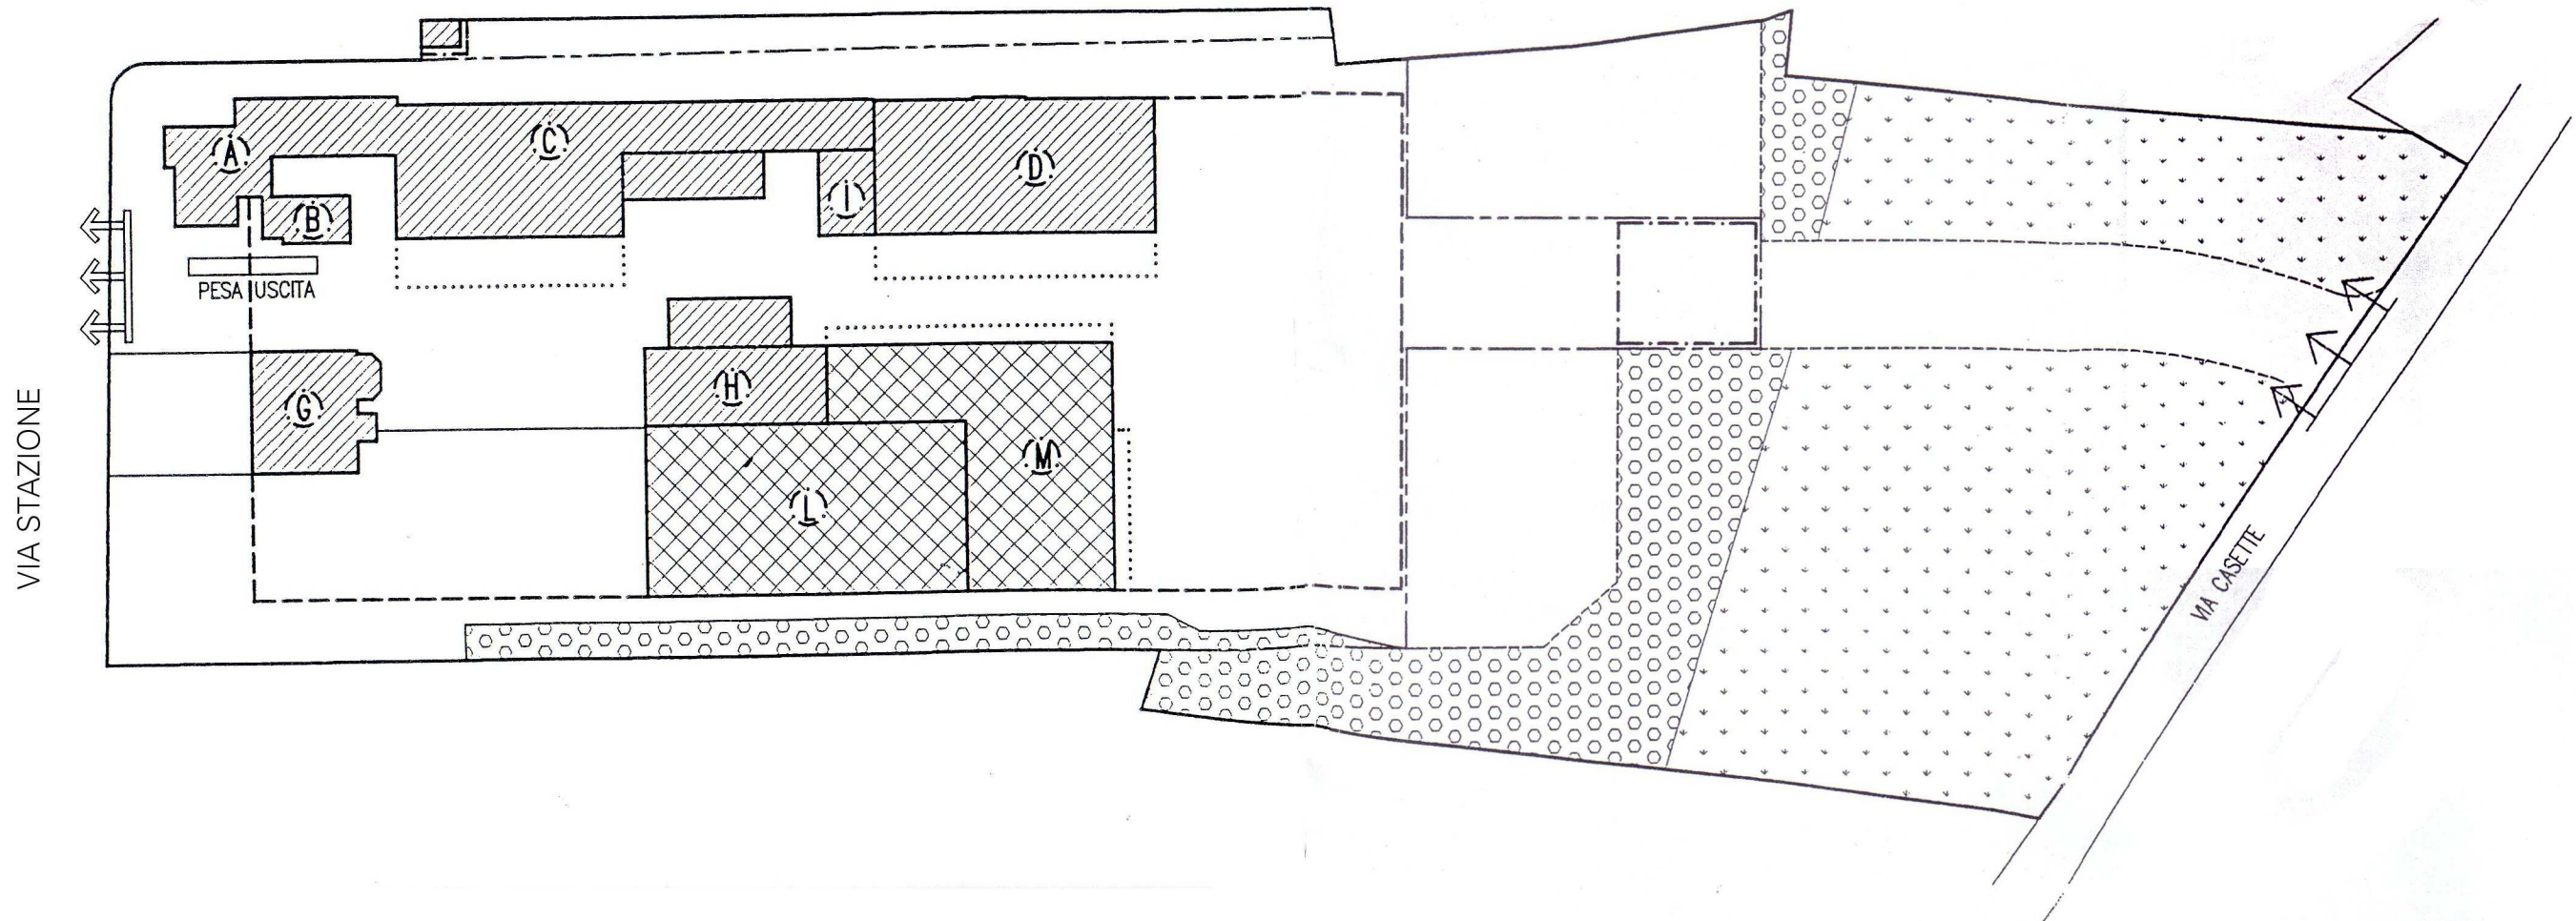 A
C
D
I
B
PESA USCITA
H
G
M
L
VIA STAZIONE
VIA CASETTE